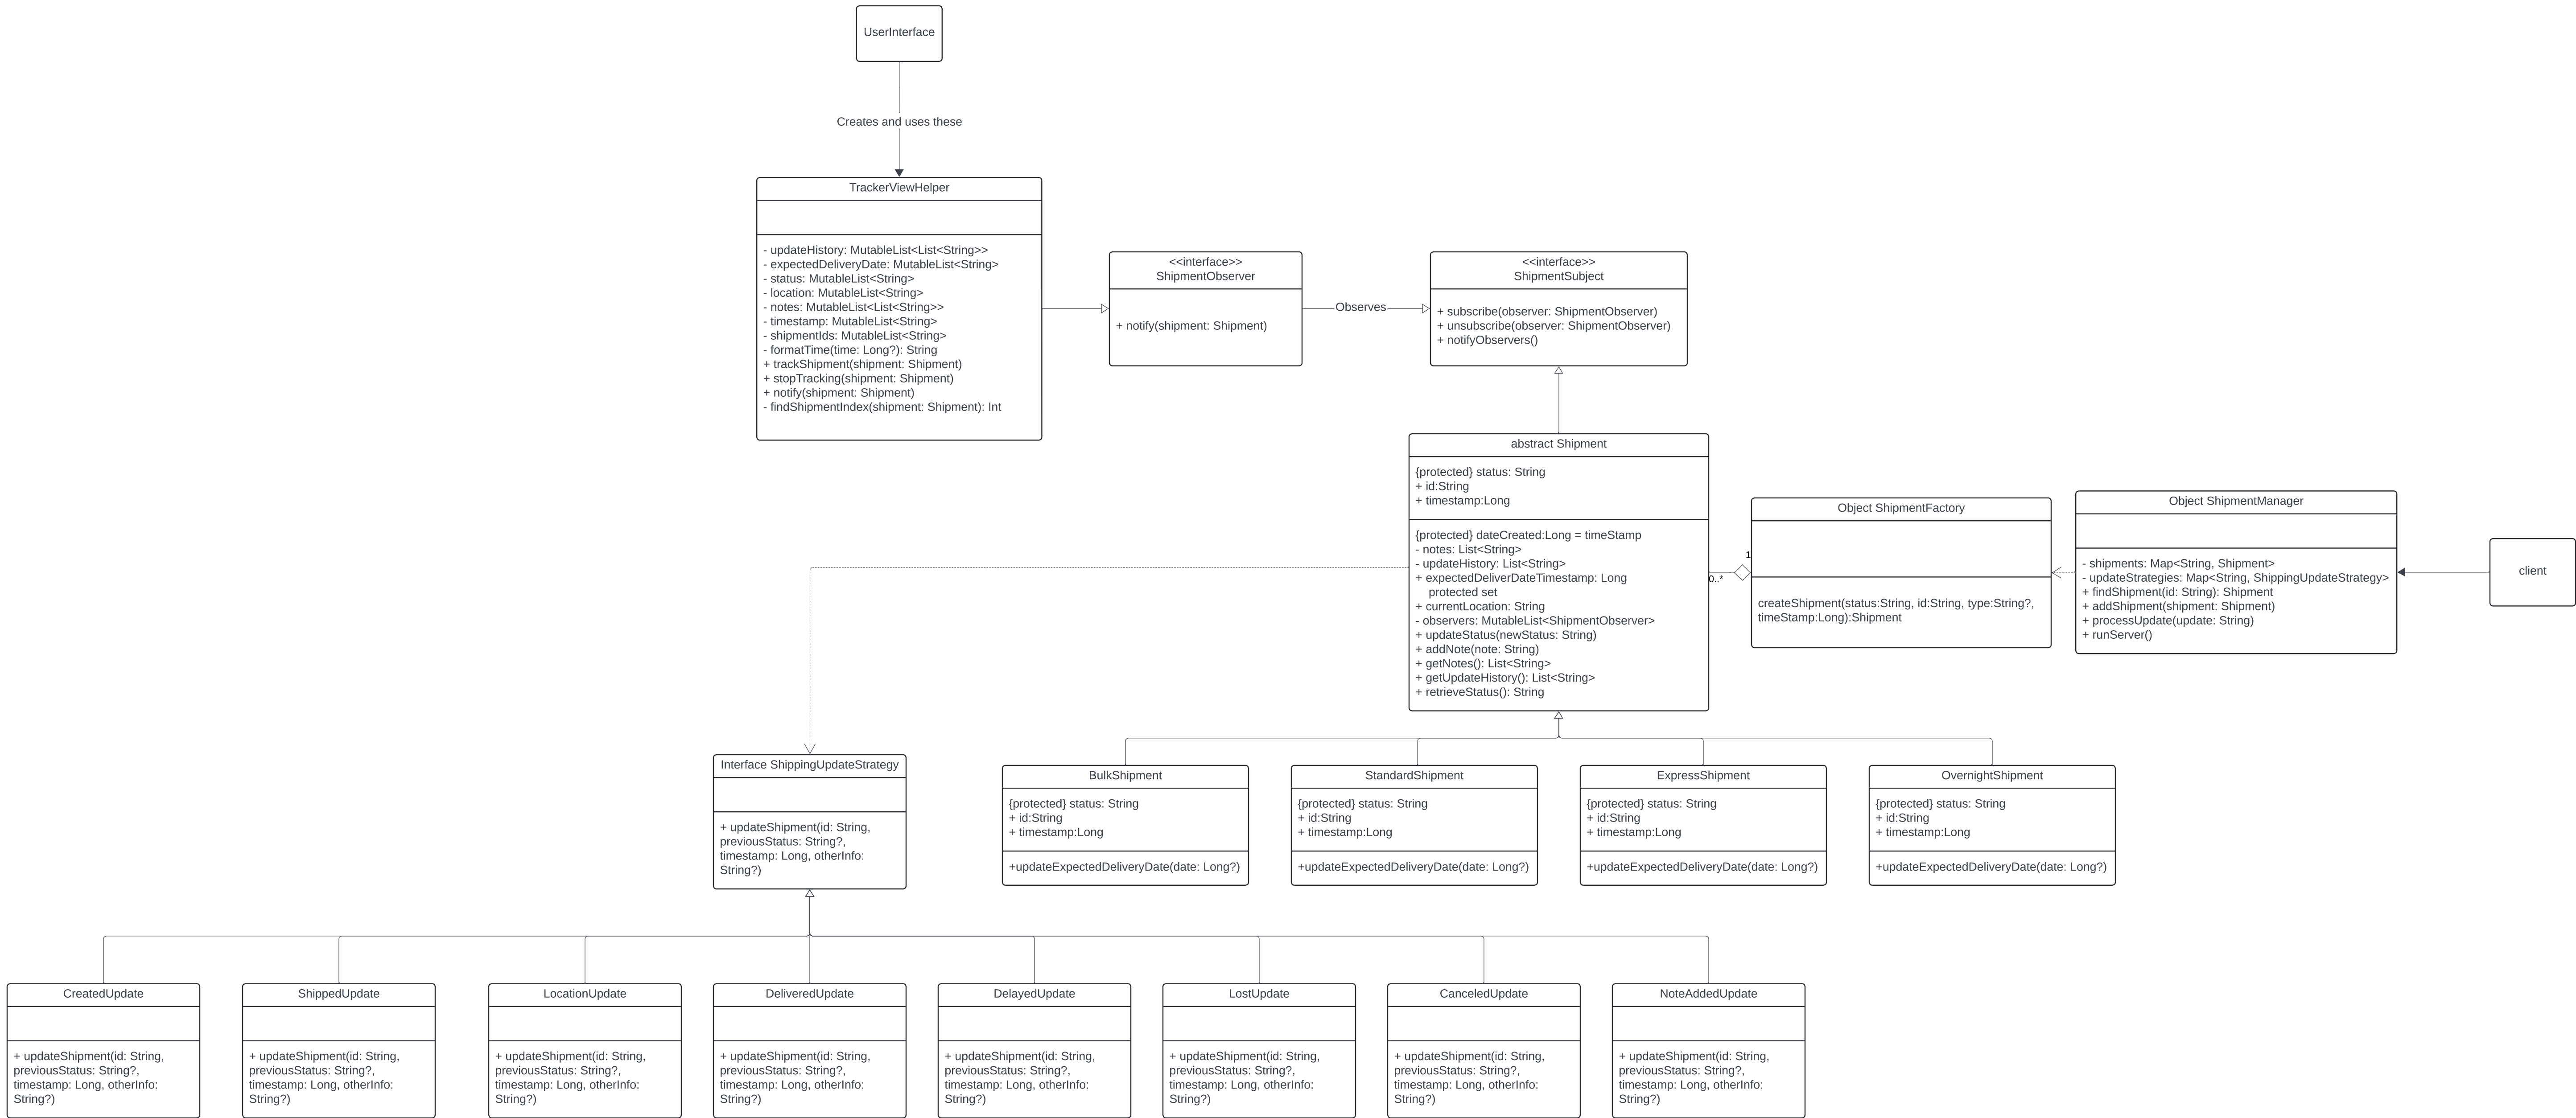 UserInterface
Creates and uses these
TrackerViewHelper
- updateHistory: MutableList<List<String>>
- expectedDeliveryDate: MutableList<String>
- status: MutableList<String>
- location: MutableList<String>
- notes: MutableList<List<String>>
- timestamp: MutableList<String>
- shipmentIds: MutableList<String>
- formatTime(time: Long?): String
+ trackShipment(shipment: Shipment)
+ stopTracking(shipment: Shipment)
+ notify(shipment: Shipment)
- findShipmentIndex(shipment: Shipment): Int
<<interface>>
ShipmentObserver
+ notify(shipment: Shipment)
Observes
<<interface>>
ShipmentSubject
+ subscribe(observer: ShipmentObserver)
+ unsubscribe(observer: ShipmentObserver)
+ notifyObservers()
abstract Shipment
{protected} status: String
+ id:String
+ timestamp:Long
{protected} dateCreated:Long = timeStamp
- notes: List<String>
- updateHistory: List<String>
+ expectedDeliverDateTimestamp: Long
protected set
+ currentLocation: String
- observers: MutableList<ShipmentObserver>
+ updateStatus(newStatus: String)
+ addNote(note: String)
+ getNotes(): List<String>
+ getUpdateHistory(): List<String>
+ retrieveStatus(): String
1
0..*
Object ShipmentFactory
createShipment(status:String, id:String, type:String?,
timeStamp:Long):Shipment
Object ShipmentManager
- shipments: Map<String, Shipment>
- updateStrategies: Map<String, ShippingUpdateStrategy>
+ findShipment(id: String): Shipment
+ addShipment(shipment: Shipment)
+ processUpdate(update: String)
+ runServer()
client
Interface ShippingUpdateStrategy
+ updateShipment(id: String,
previousStatus: String?,
timestamp: Long, otherInfo:
String?)
BulkShipment
{protected} status: String
+ id:String
+ timestamp:Long
+updateExpectedDeliveryDate(date: Long?)
StandardShipment
{protected} status: String
+ id:String
+ timestamp:Long
+updateExpectedDeliveryDate(date: Long?)
ExpressShipment
{protected} status: String
+ id:String
+ timestamp:Long
+updateExpectedDeliveryDate(date: Long?)
OvernightShipment
{protected} status: String
+ id:String
+ timestamp:Long
+updateExpectedDeliveryDate(date: Long?)
CreatedUpdate
+ updateShipment(id: String,
previousStatus: String?,
timestamp: Long, otherInfo:
String?)
ShippedUpdate
+ updateShipment(id: String,
previousStatus: String?,
timestamp: Long, otherInfo:
String?)
LocationUpdate
+ updateShipment(id: String,
previousStatus: String?,
timestamp: Long, otherInfo:
String?)
DeliveredUpdate
+ updateShipment(id: String,
previousStatus: String?,
timestamp: Long, otherInfo:
String?)
DelayedUpdate
+ updateShipment(id: String,
previousStatus: String?,
timestamp: Long, otherInfo:
String?)
LostUpdate
+ updateShipment(id: String,
previousStatus: String?,
timestamp: Long, otherInfo:
String?)
CanceledUpdate
+ updateShipment(id: String,
previousStatus: String?,
timestamp: Long, otherInfo:
String?)
NoteAddedUpdate
+ updateShipment(id: String,
previousStatus: String?,
timestamp: Long, otherInfo:
String?)